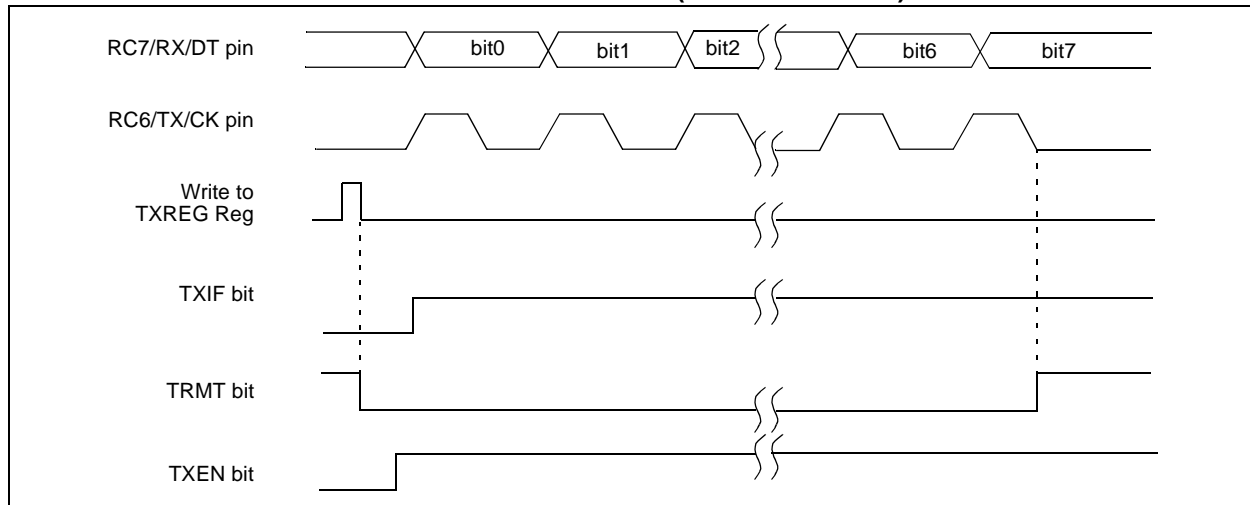 RC7/RX/DT pin
bit0
bit1
bit2
bit6
bit7
RC6/TX/CK pin
Write to
TXREG Reg
TXIF bit
TRMT bit
TXEN bit